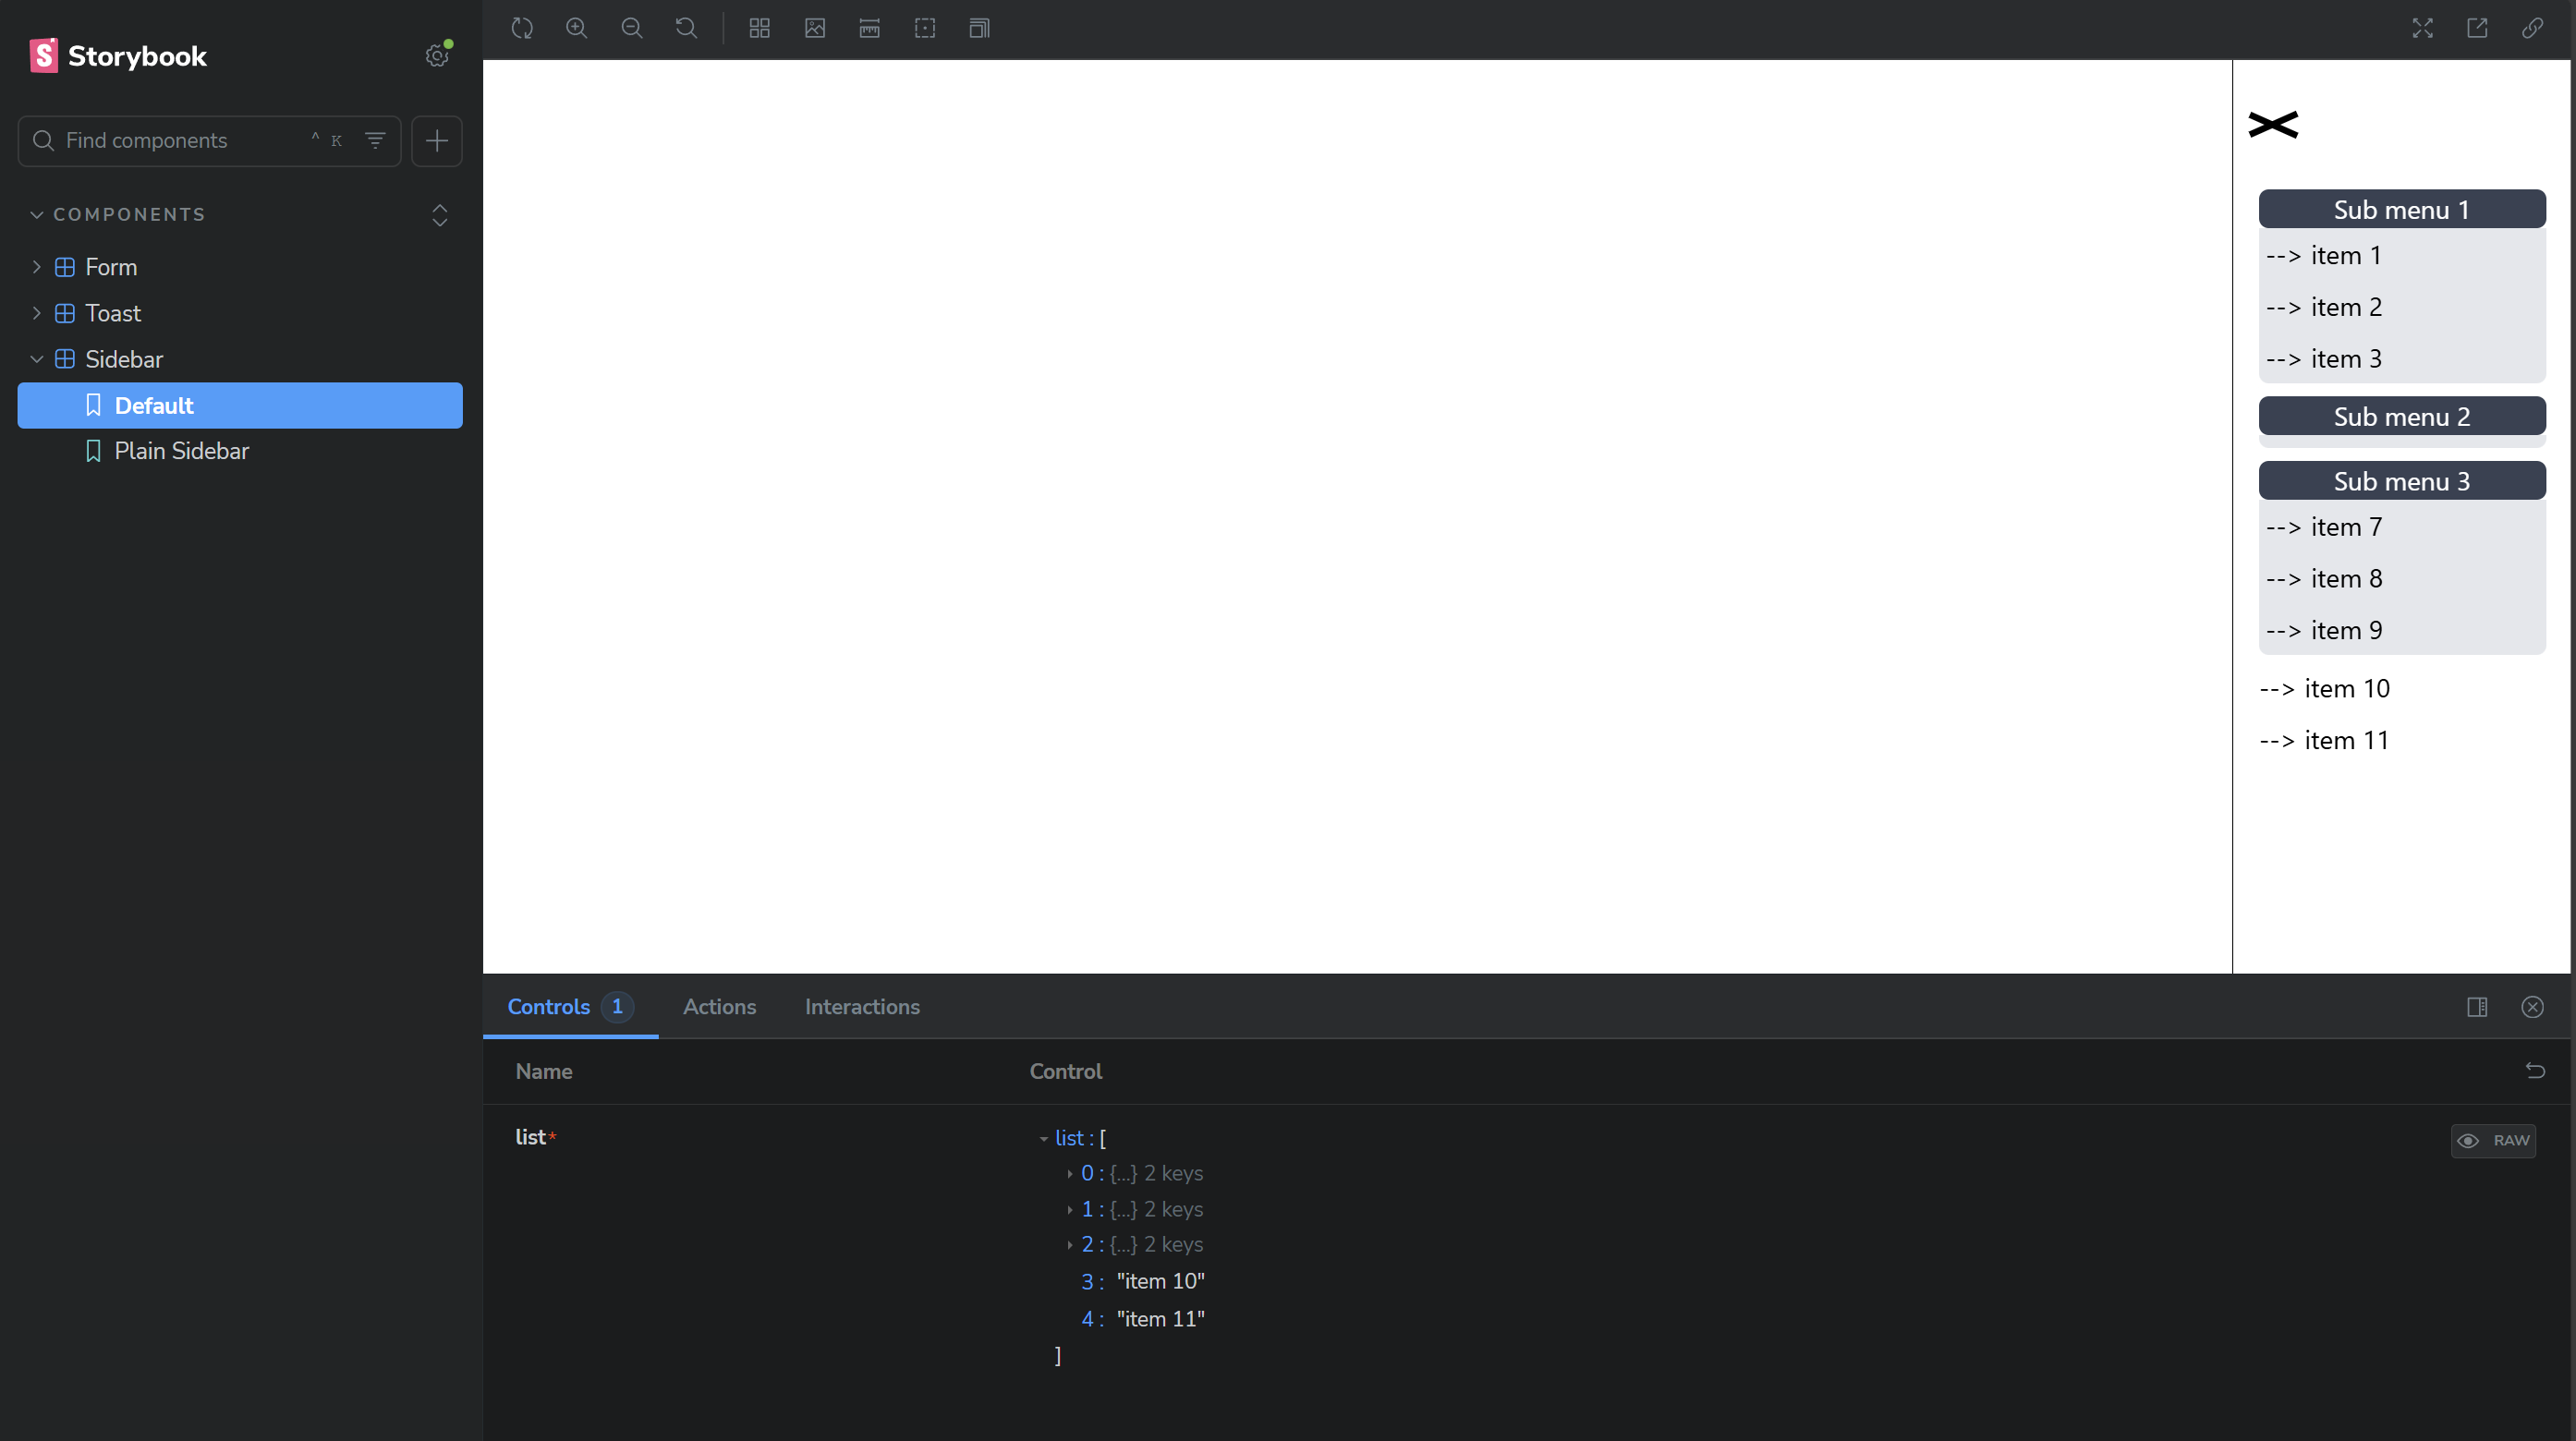 Storybook
Find components
^ K
COMPONENTS
Form
Toast
Sidebar
Default
Plain Sidebar
Sub menu 1
--> item 1
--> item 2
--> item 3
Sub menu 2
Sub menu 3
--> item 7
--> item 8
--> item 9
--> item 10
--> item 11
Controls 1 Actions Interactions
Name Control
list* list : [ RAW
0 : {...} 2 keys
1 : {...} 2 keys
2 : {...} 2 keys
3 : "item 10"
4 : "item 11"
]